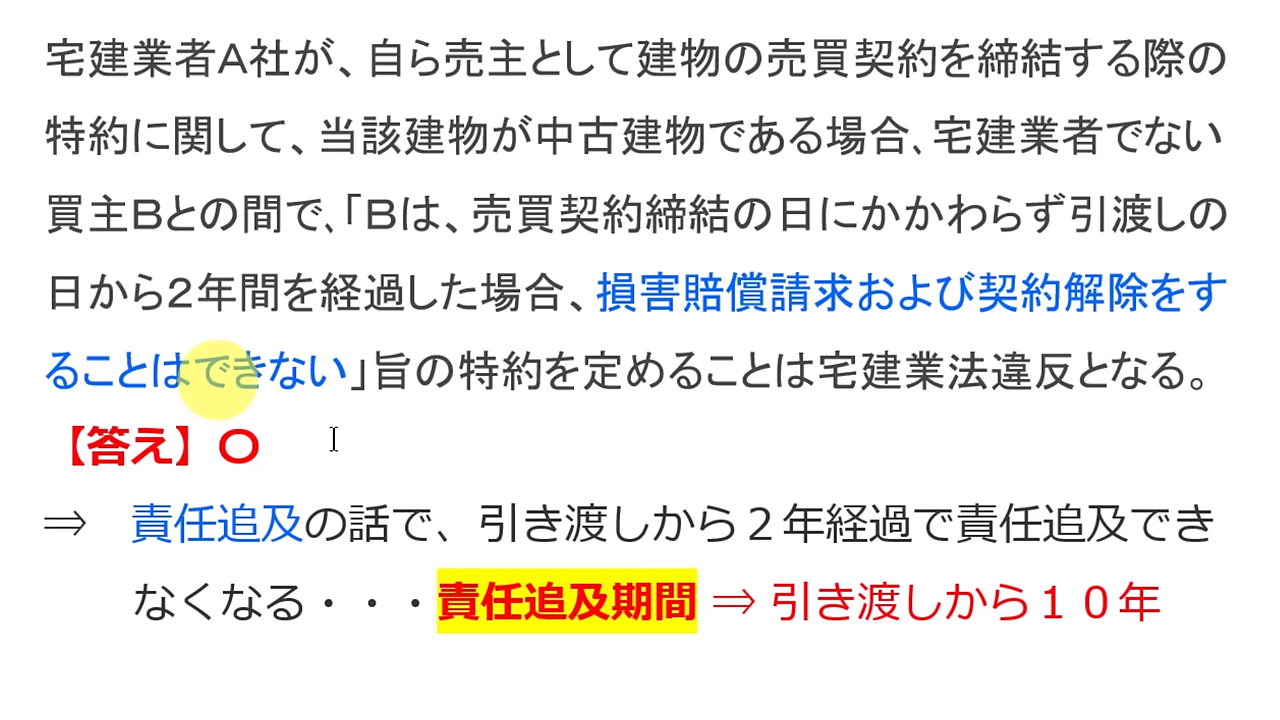 宅建業者Ａ社が、自ら売主として建物の売買契約を締結する際の
特約に関して、当該建物が中古建物である場合、宅建業者でない
買主Ｂとの間で、「Ｂは、売買契約締結の日にかかわらず引渡しの
日から２年間を経過した場合、損害賠償請求および契約解除をす
ることはできない」旨の特約を定めることは宅建業法違反となる。
【答え】〇
⇒　責任追及の話で、引き渡しから２年経過で責任追及でき
なくなる・・・責任追及期間 ⇒ 引き渡しから１０年